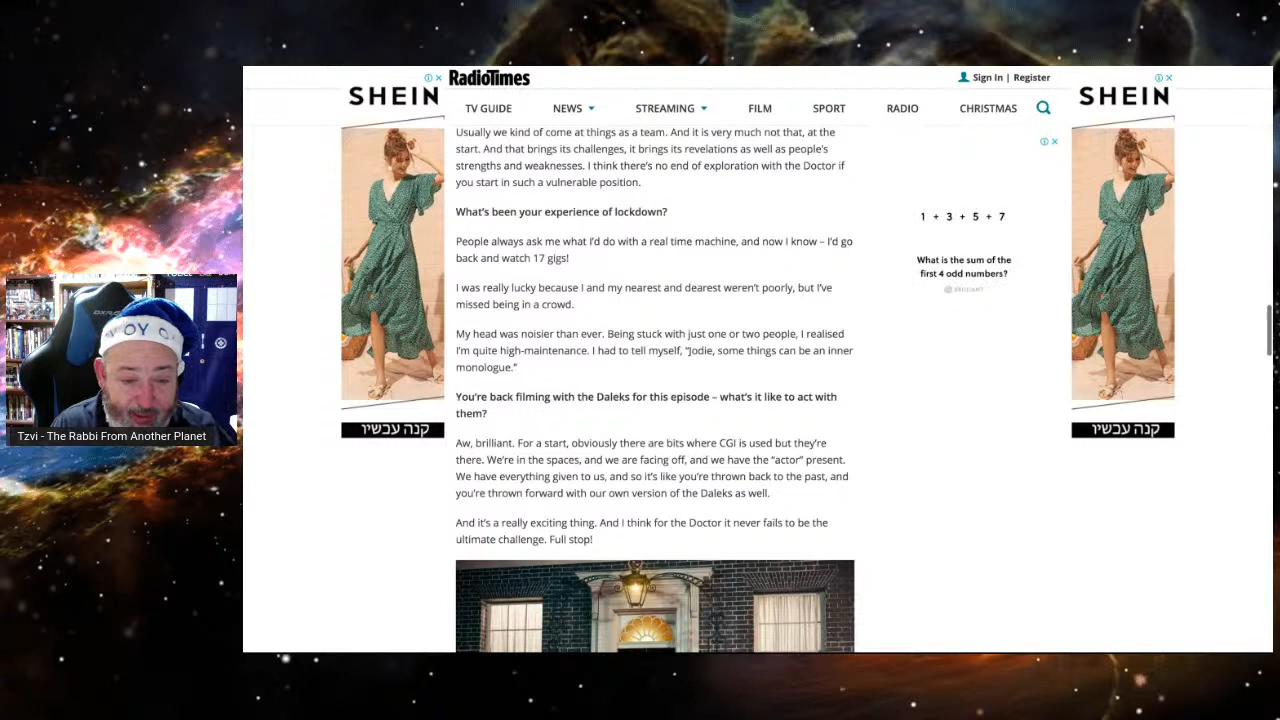 SHEIN
RadioTimes
Sign In | Register
SHEIN
TV GUIDE NEWS STREAMING FILM SPORT RADIO CHRISTMAS
Usually we kind of come at things as a team. And it is very much not that, at the
start. And that brings its challenges, it brings its revelations as well as people's
strengths and weaknesses. I think there's no end of exploration with the Doctor if
you start in such a vulnerable position.
What's been your experience of lockdown?
People always ask me what I'd do with a real time machine, and now I know – I'd go
back and watch 17 gigs!
I was really lucky because I and my nearest and dearest weren't poorly, but I've
missed being in a crowd.
My head was noisier than ever. Being stuck with just one or two people, I realised
I'm quite high-maintenance. I had to tell myself, "Jodie, some things can be an inner
monologue."
You're back filming with the Daleks for this episode – what's it like to act with
them?
Aw, brilliant. For a start, obviously there are bits where CGI is used but they're
there. We're in the spaces, and we are facing off, and we have the "actor" present.
We have everything given to us, and so it's like you're thrown back to the past, and
you're thrown forward with our own version of the Daleks as well.
And it's a really exciting thing. And I think for the Doctor it never fails to be the
ultimate challenge. Full stop!
1 + 3 + 5 + 7
What is the sum of the
first 4 odd numbers?
BRILLIANT
קנה עכשיו
קנה עכשיו
Tzvi - The Rabbi From Another Planet